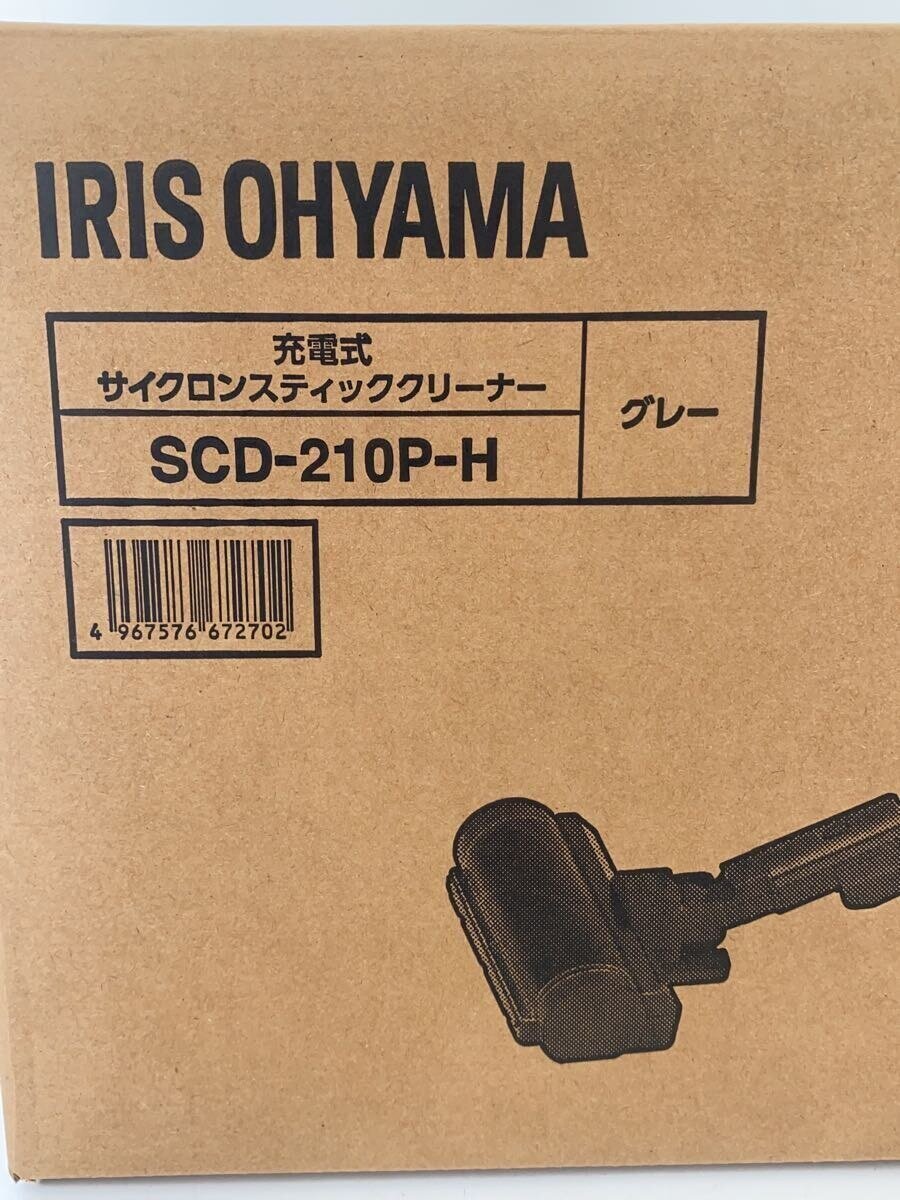 IRIS OHYAMA
充電式
サイクロンスティッククリーナー
グレー
SCD-210P-H
4 967576 672702